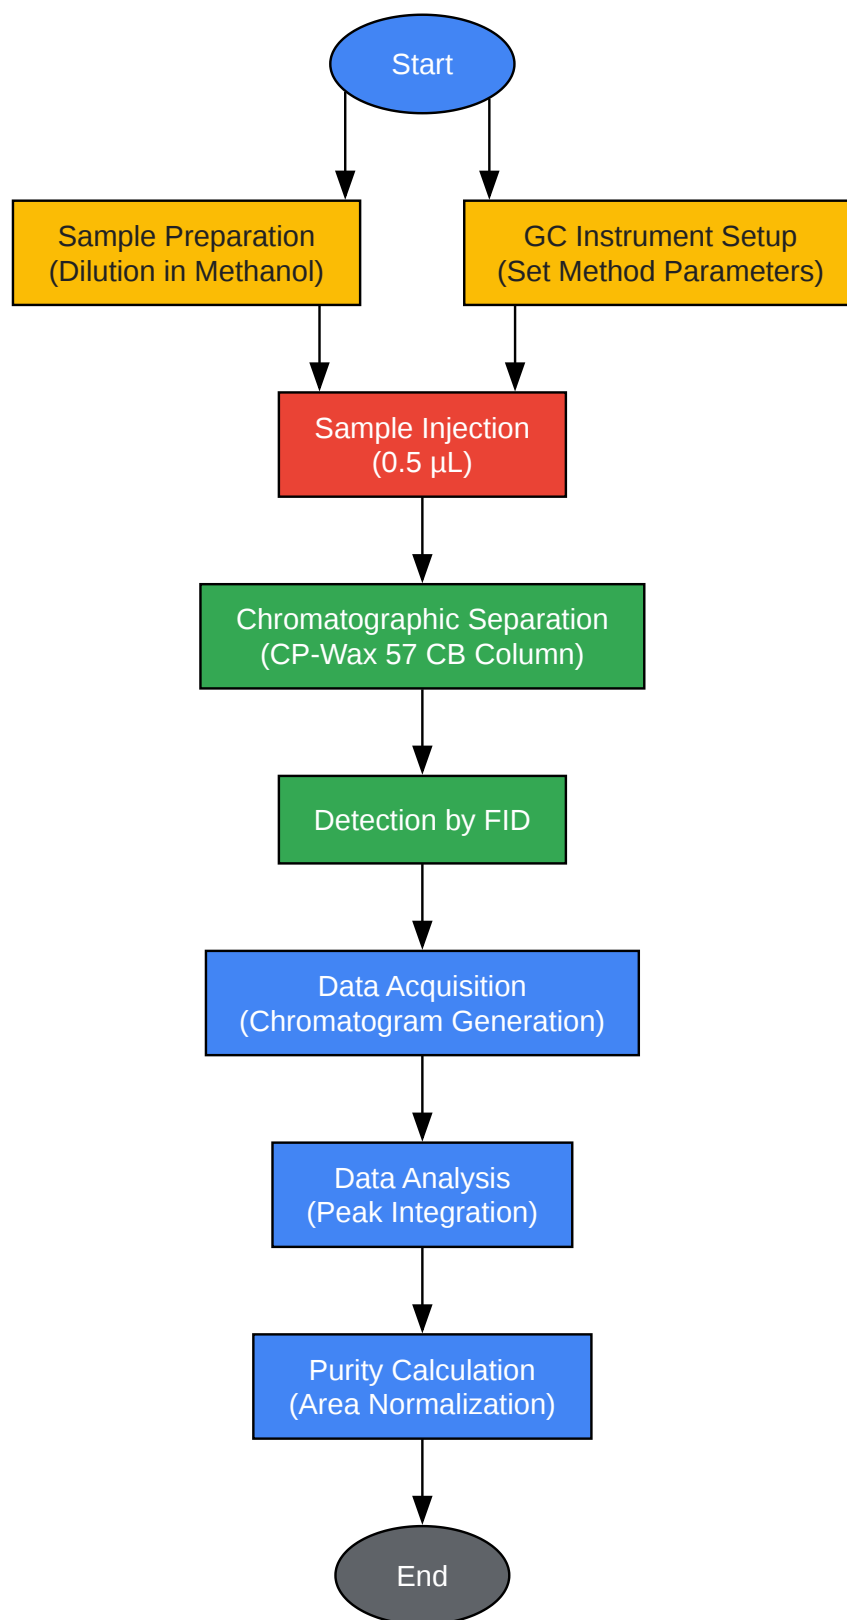 Start
Sample Preparation
(Dilution in Methanol)
GC Instrument Setup
(Set Method Parameters)
Sample Injection
(0.5 µL)
Chromatographic Separation
(CP-Wax 57 CB Column)
Detection by FID
Data Acquisition
(Chromatogram Generation)
Data Analysis
(Peak Integration)
Purity Calculation
(Area Normalization)
End